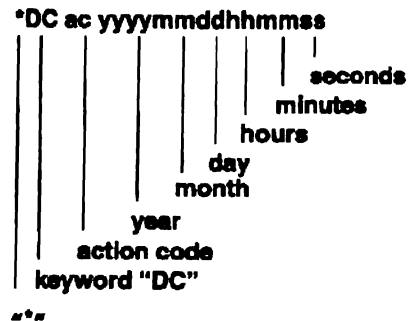 *DC ac yyyymmddhhmmss
seconds
minutes
hours
day
month
year
action code
keyword “DC”
“*”